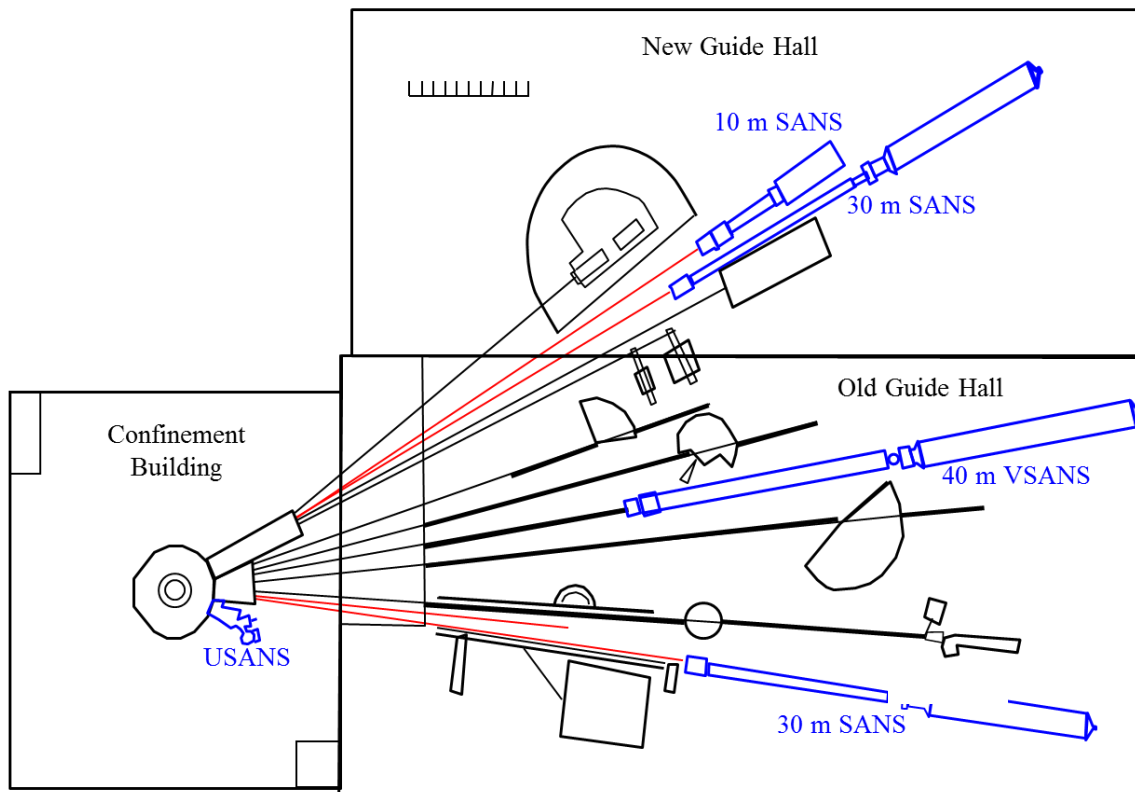 New Guide Hall
10 m SANS
30 m SANS
Old Guide Hall
Confinement
Building
40 m VSANS
USANS
30 m SANS